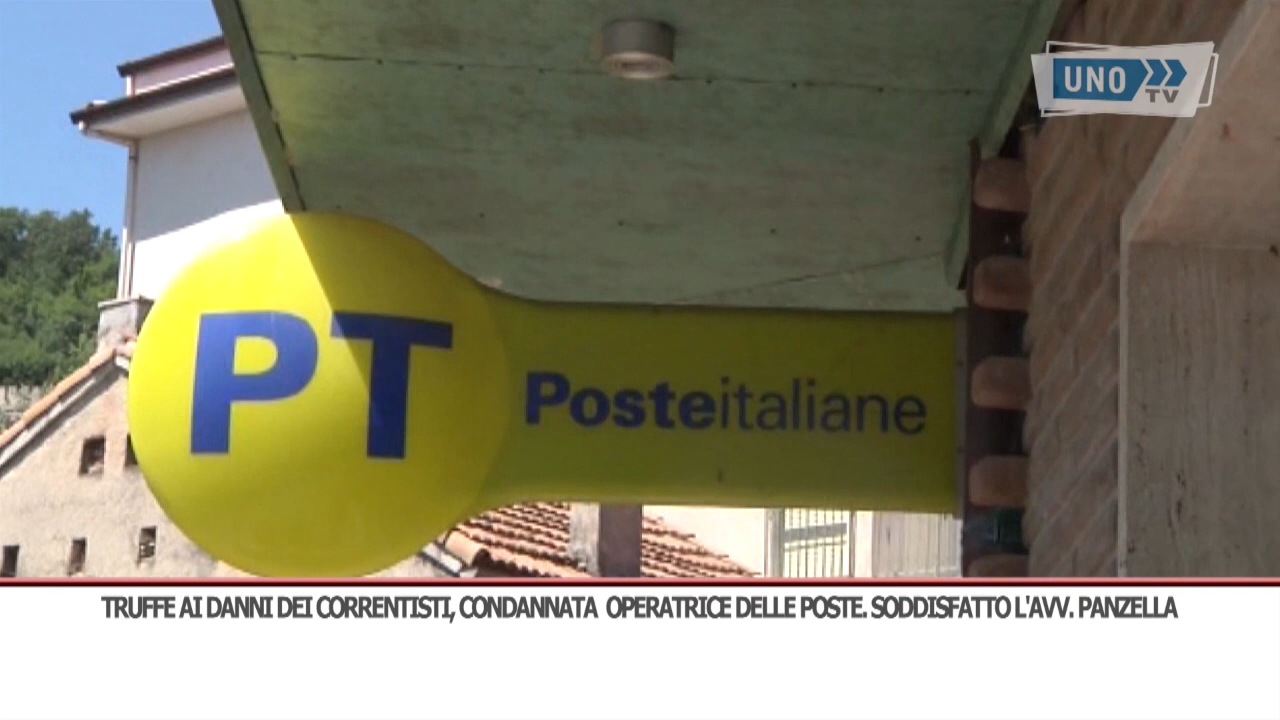 UNO
TV
PT
Posteitaliane
TRUFFE AI DANNI DEI CORRENTISTI, CONDANNATA OPERATRICE DELLE POSTE. SODDISFATTO L'AVV. PANZELLA